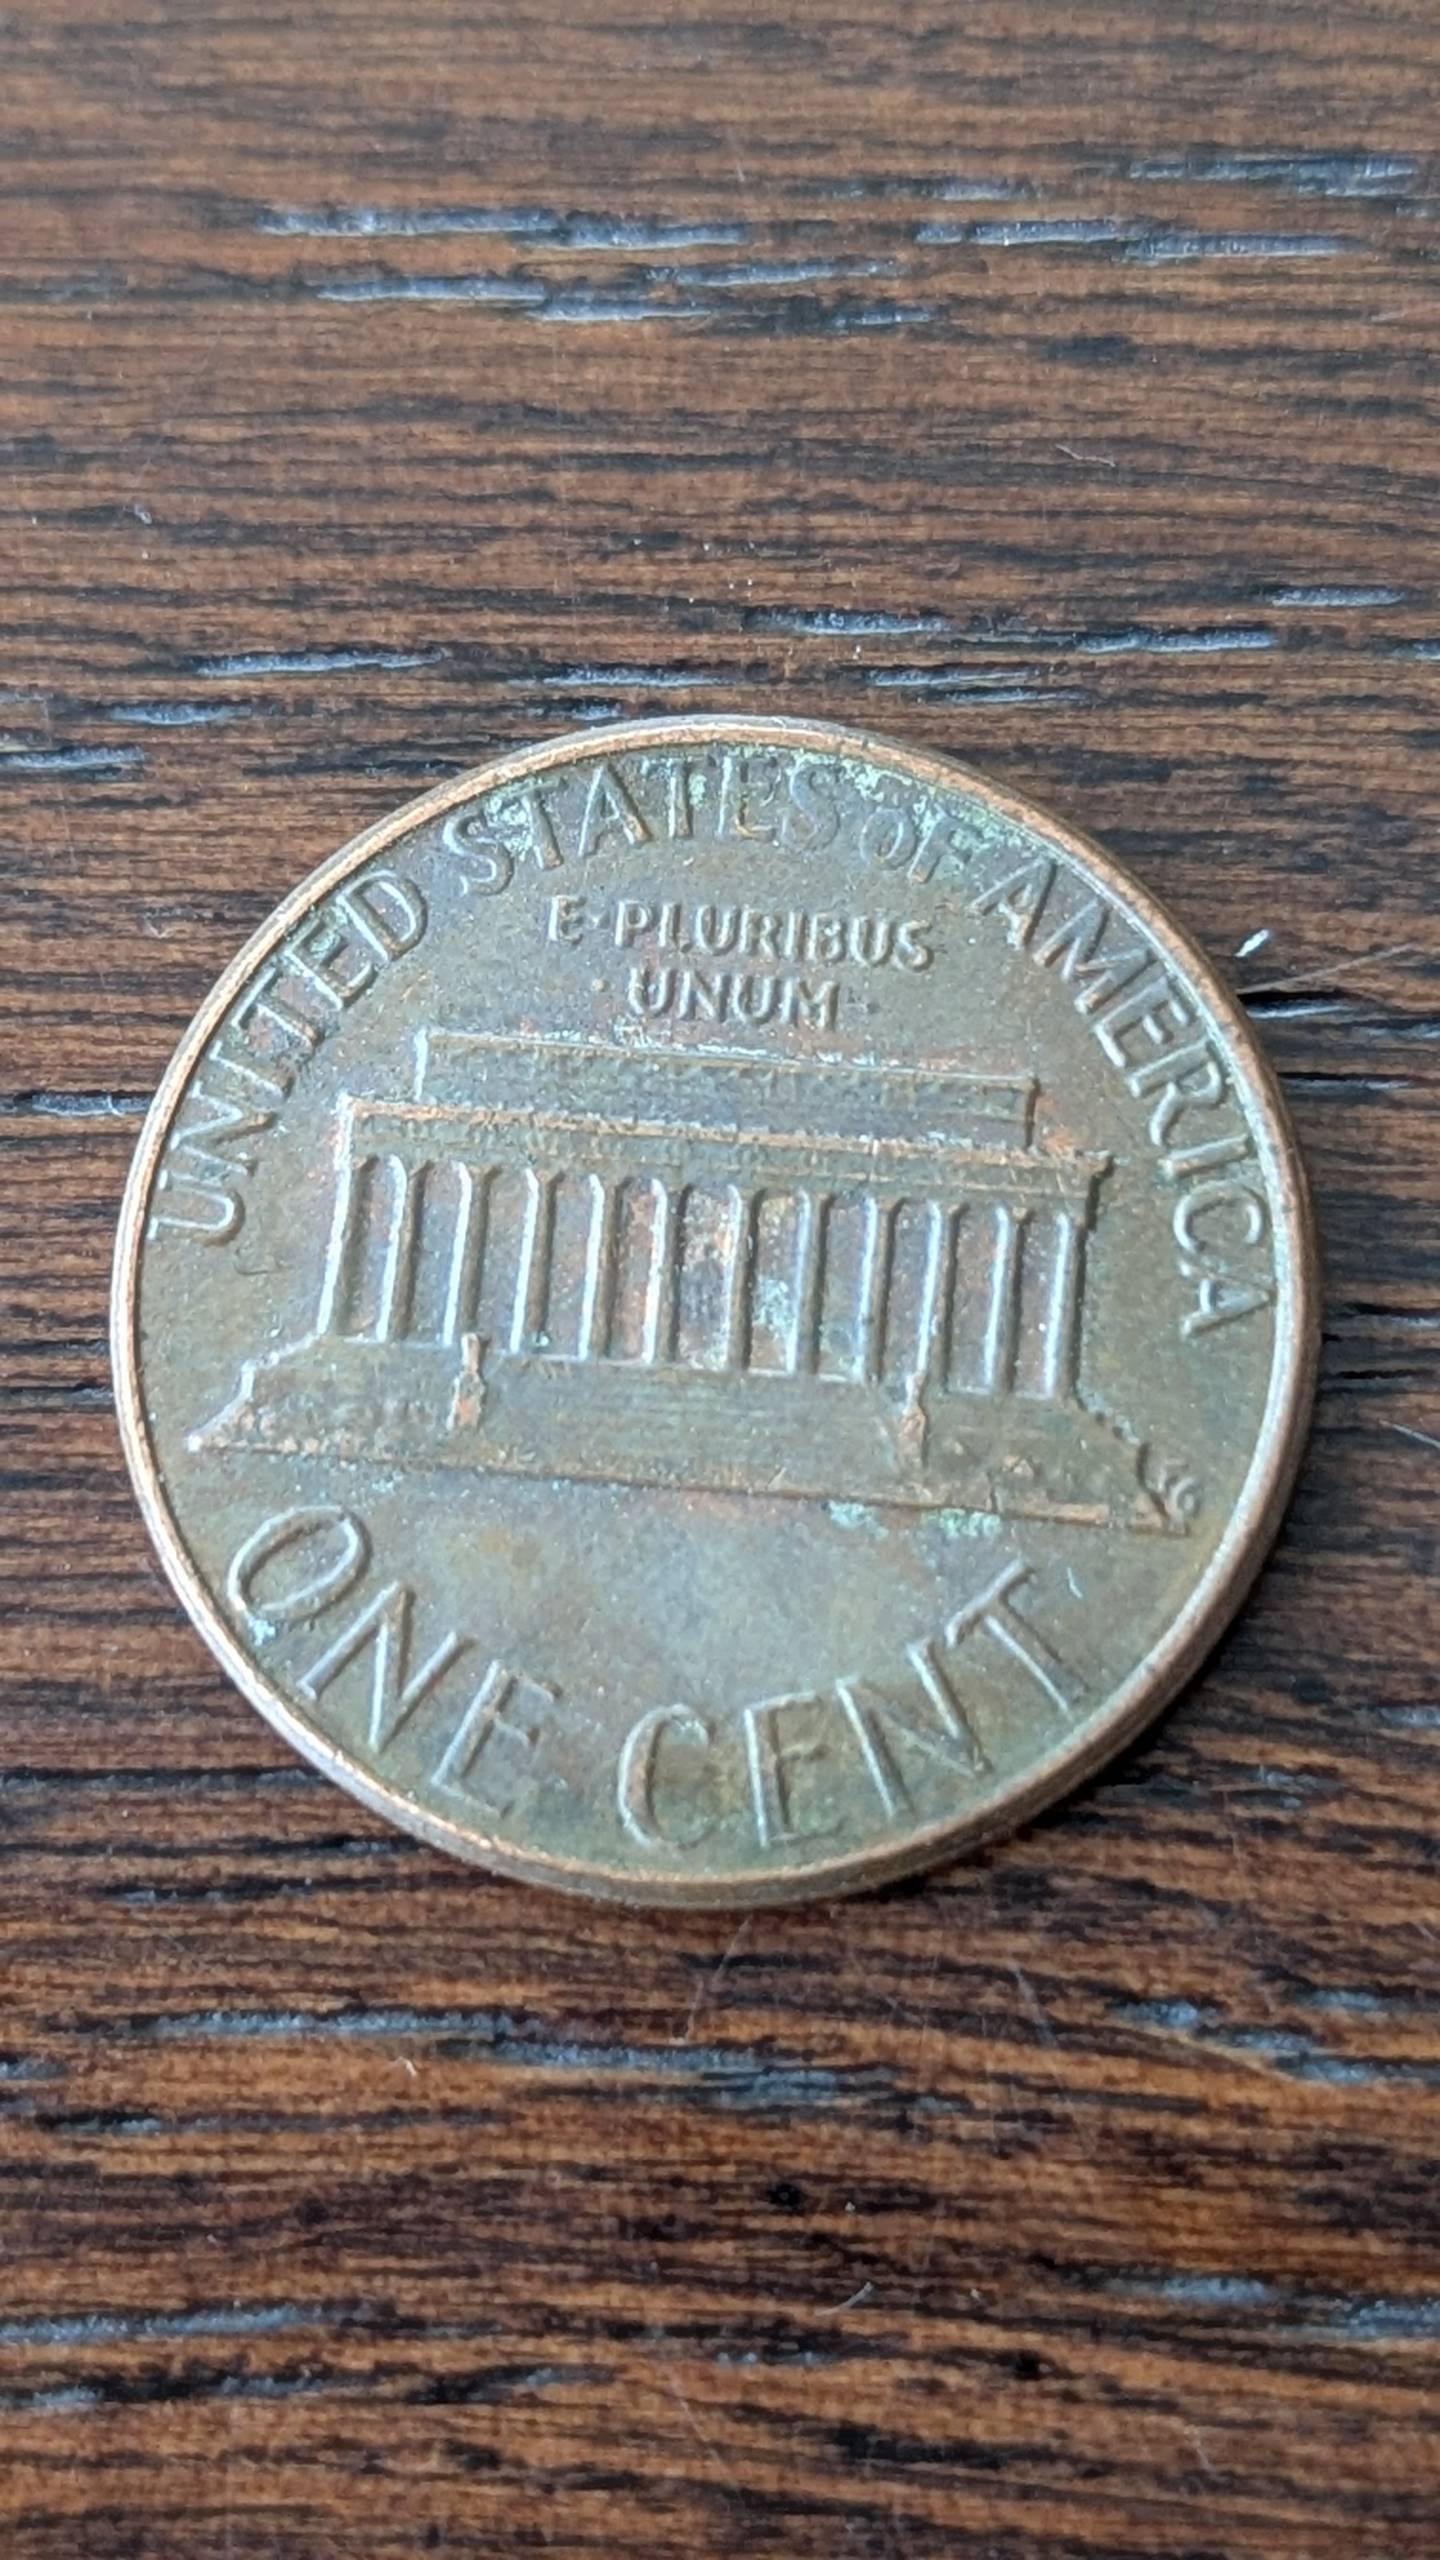 UNITED STATES OF AMERICA
E·PLURIBUS
·UNUM·
ONE CENT